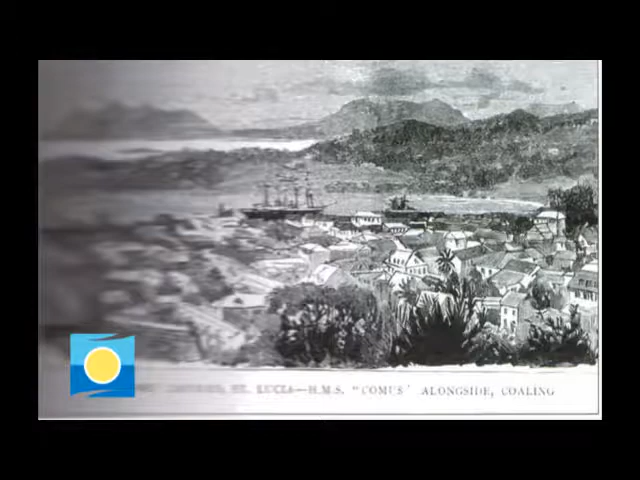 ST. LUCIA—H.M.S. "COMUS" ALONGSIDE, COALING